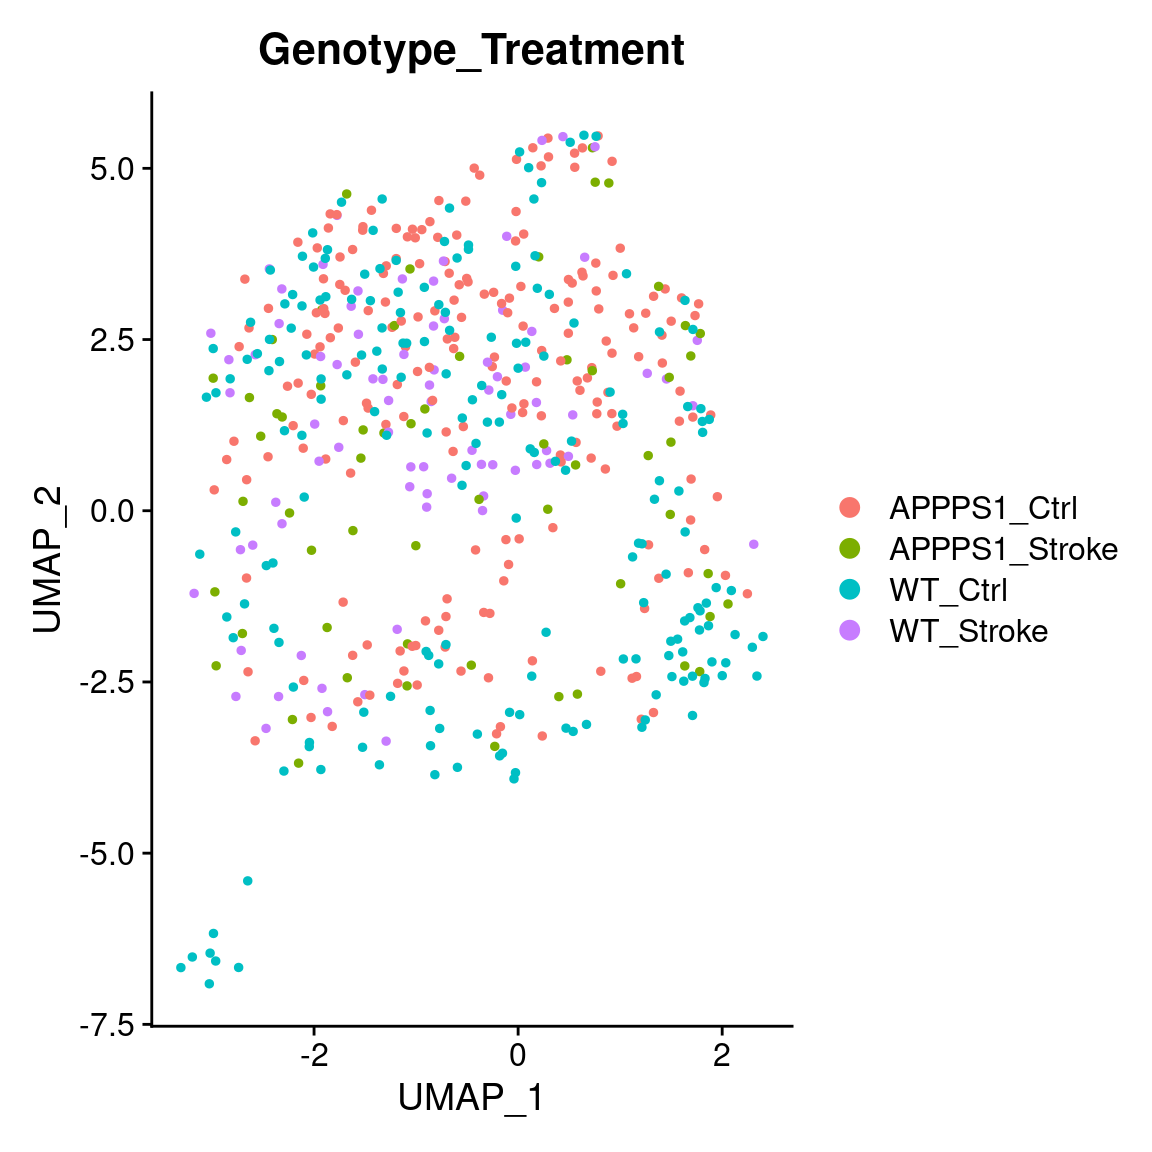 Genotype_Treatment
5.0
2.5
0.0
-2.5
-5.0
-7.5
UMAP_2
-2 0 2
UMAP_1
APPPS1_Ctrl
APPPS1_Stroke
WT_Ctrl
WT_Stroke